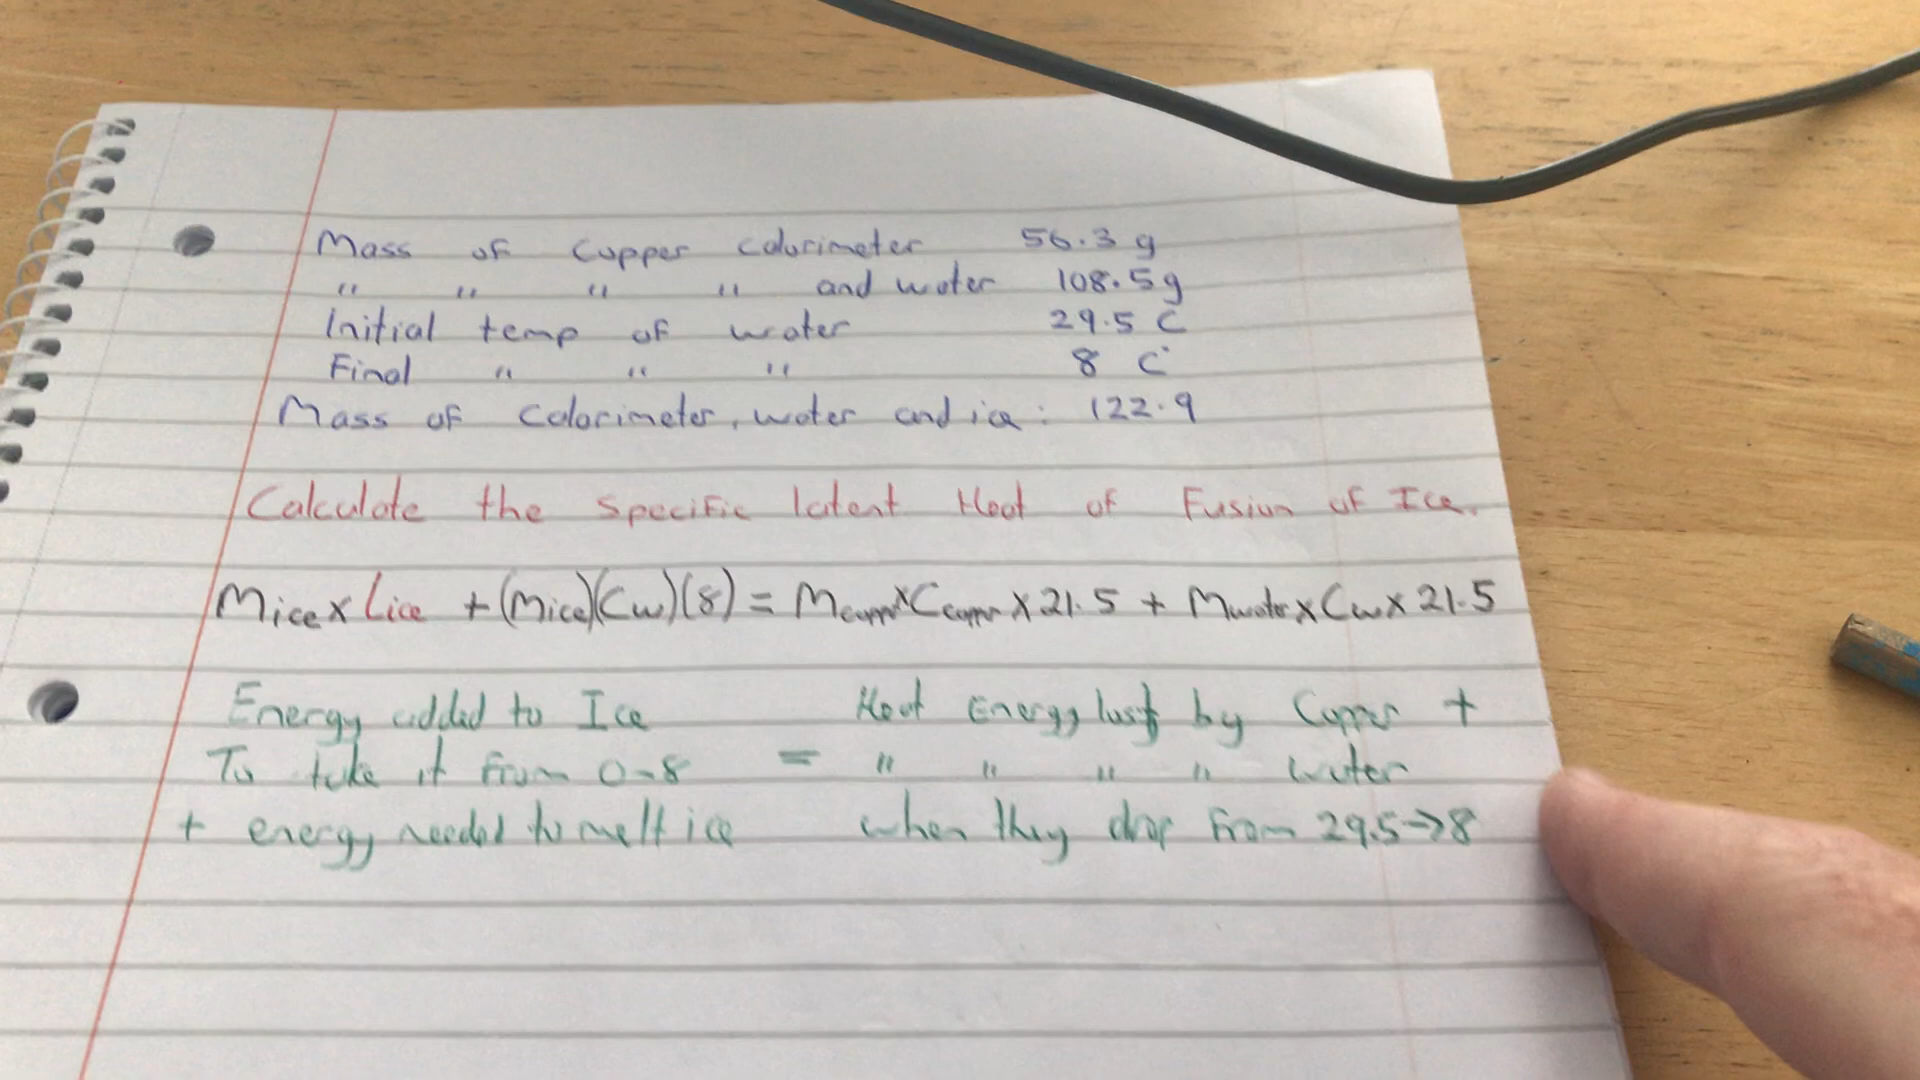 Mass of Copper Calorimeter 56.3 g
" " " " and water 108.5g
Initial temp of water 29.5 C
Final " " " 8 C
Mass of Calorimeter, water and ice: 122.9
Calculate the Specific latent Heat of Fusion of Ice.
Mice x Lice + (Mice)(Cw)(8) = Mcopper x Ccopper x 21.5 + Mwater x Cw x 21.5
Energy added to Ice Heat Energy lost by Copper +
To take it from 0-8 = " " " " water
+ energy needed to melt ice when they drop from 29.5→8